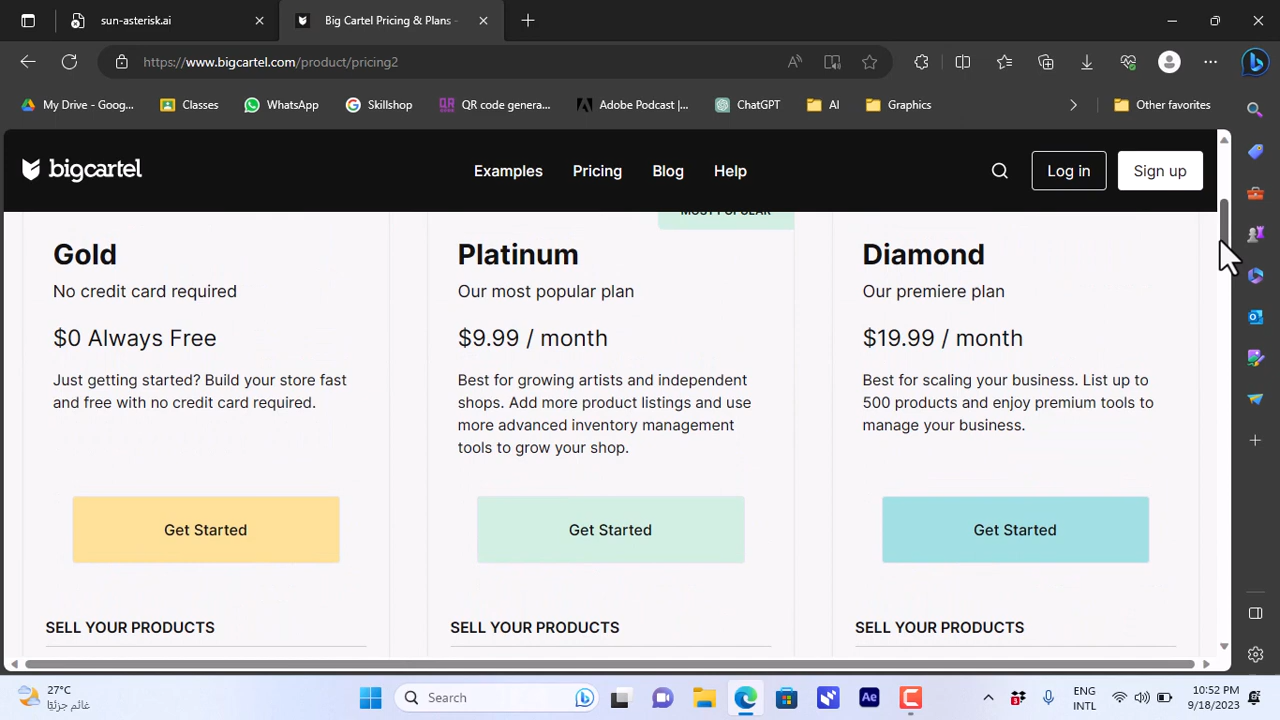 sun-asterisk.ai
Big Cartel Pricing & Plans -
https://www.bigcartel.com/product/pricing2
My Drive - Goog...
Classes
WhatsApp
Skillshop
QR code genera...
Adobe Podcast |...
ChatGPT
AI
Graphics
Other favorites
bigcartel
Examples
Pricing
Blog
Help
Log in
Sign up
MOST POPULAR
Gold
No credit card required
$0 Always Free
Just getting started? Build your store fast
and free with no credit card required.
Get Started
SELL YOUR PRODUCTS
Platinum
Our most popular plan
$9.99 / month
Best for growing artists and independent
shops. Add more product listings and use
more advanced inventory management
tools to grow your shop.
Get Started
SELL YOUR PRODUCTS
Diamond
Our premiere plan
$19.99 / month
Best for scaling your business. List up to
500 products and enjoy premium tools to
manage your business.
Get Started
SELL YOUR PRODUCTS
27°C
غائم جزئيًا
Search
Ae
ENG
INTL
10:52 PM
9/18/2023